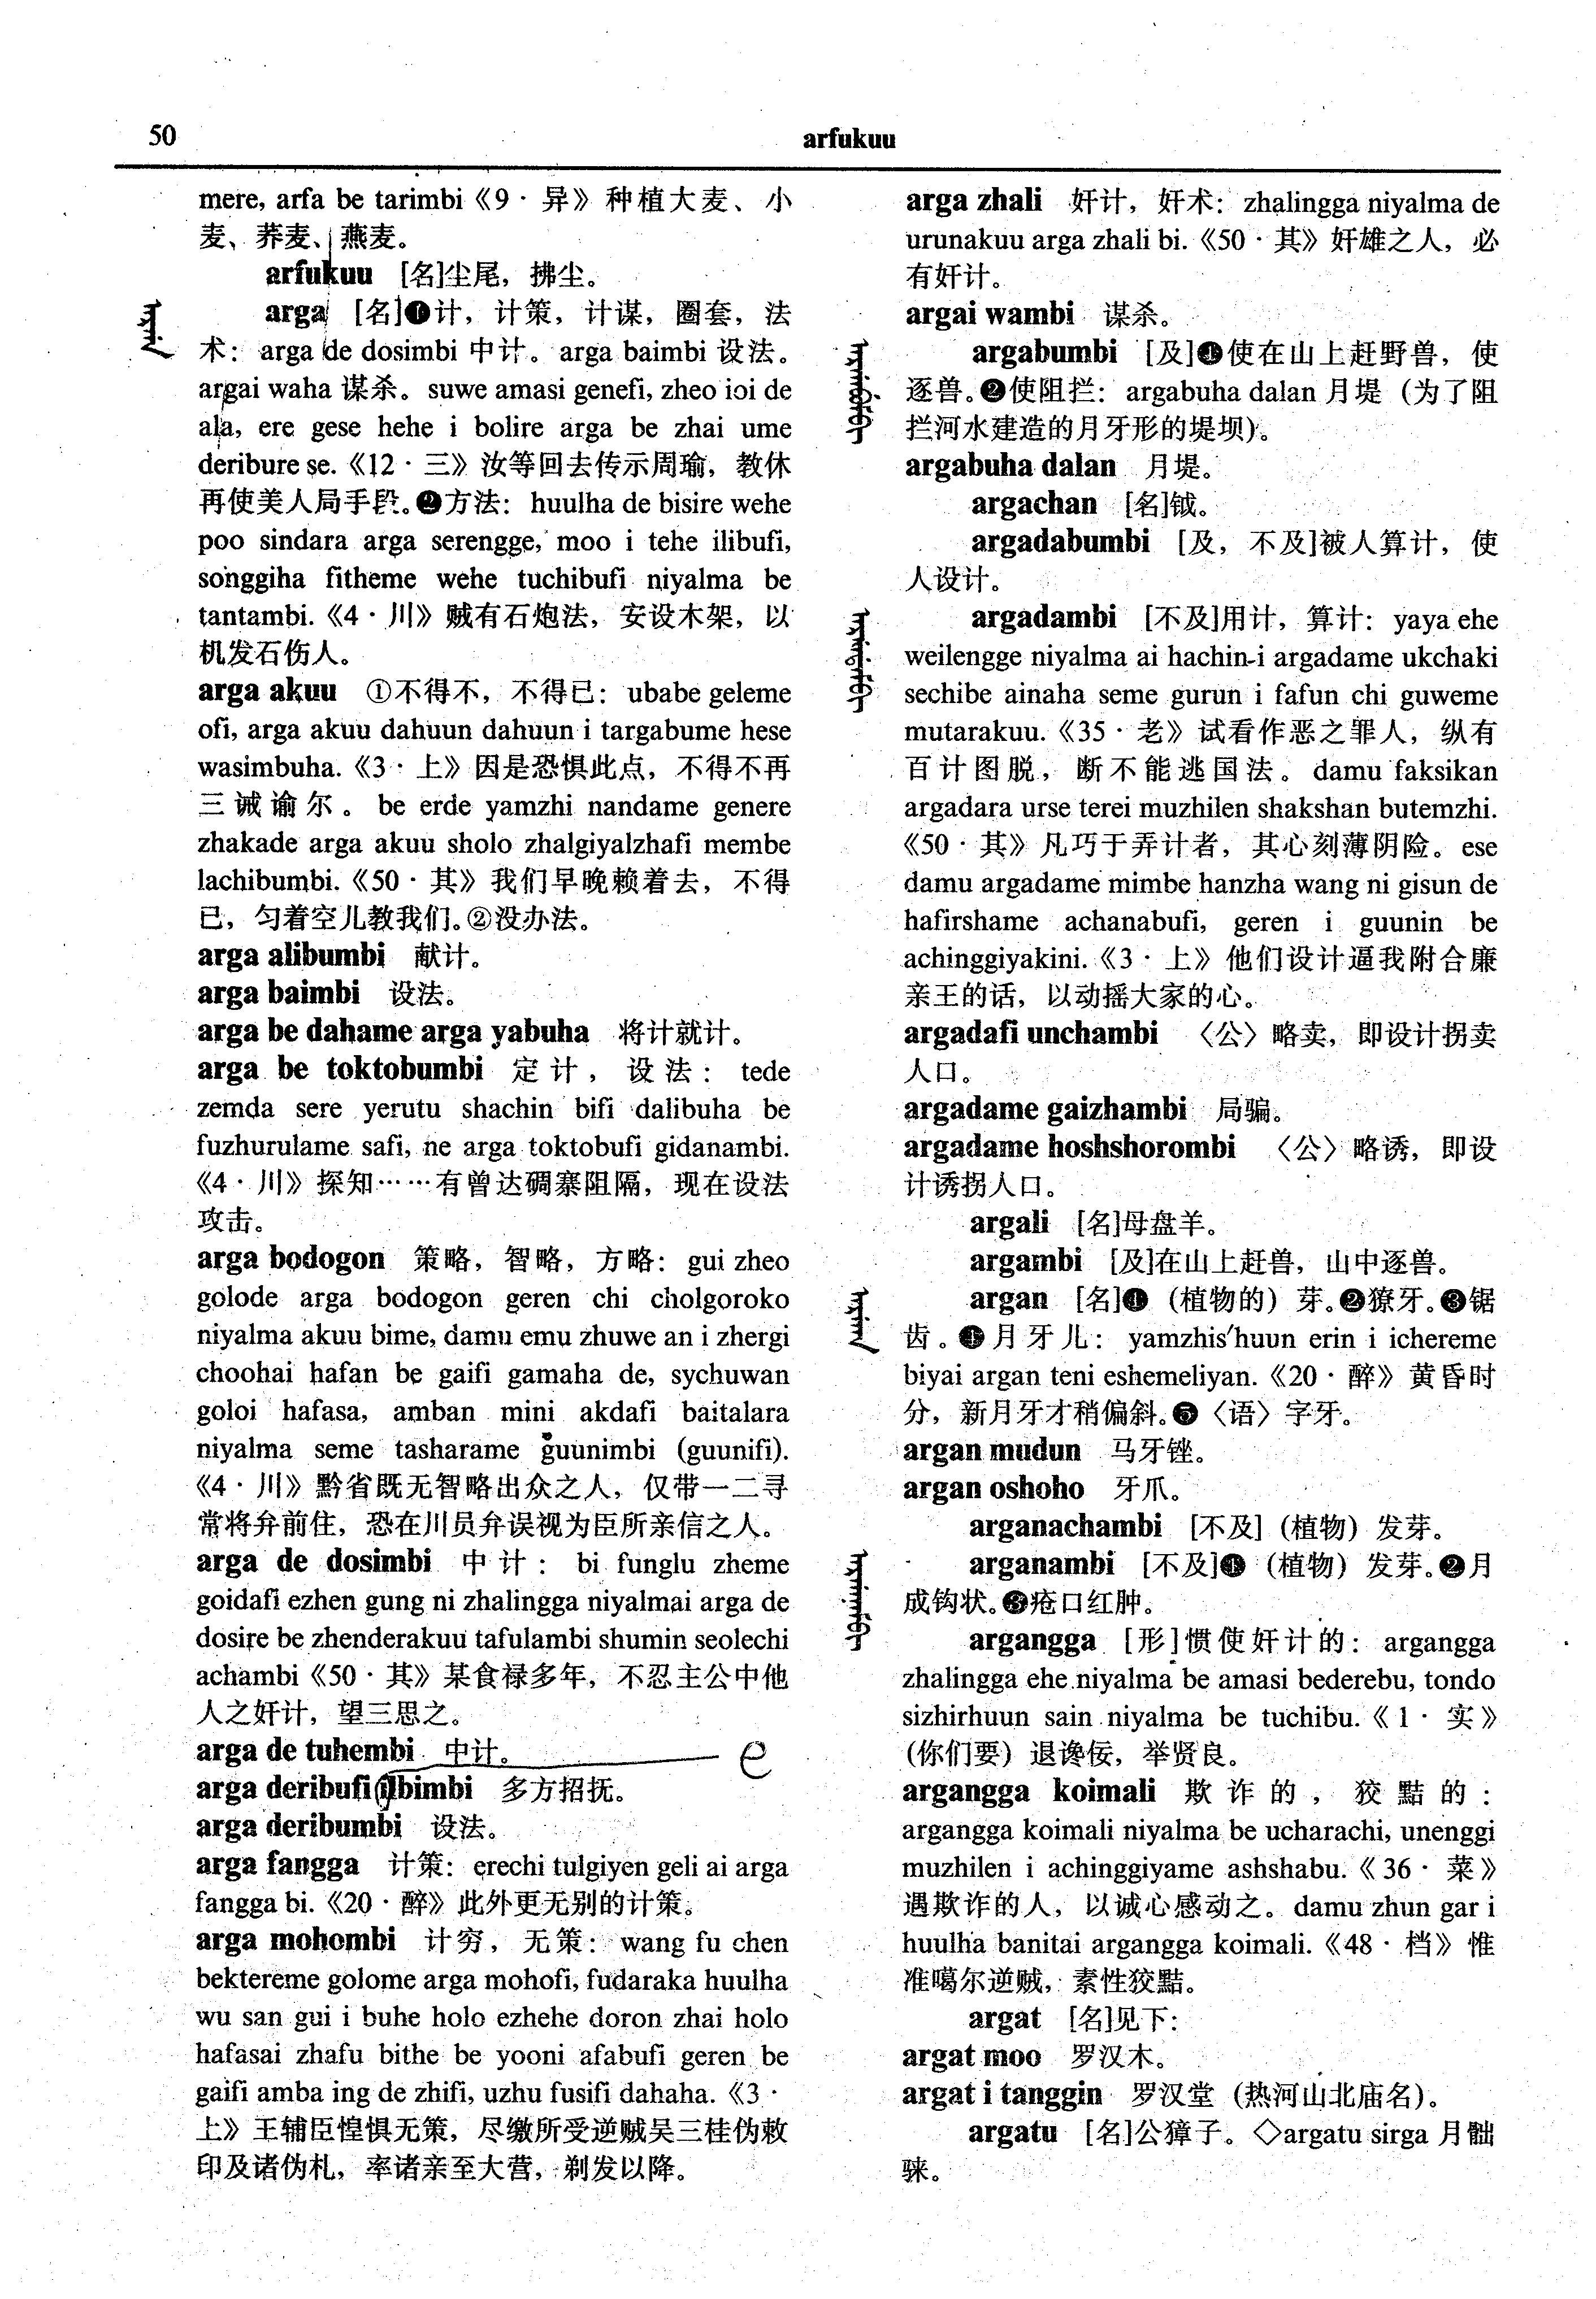 50
arfukuu
mere, arfa be tarimbi《9·异》种植大麦、小
麦、荞麦、燕麦。
arfukuu [名]尘尾，拂尘。
arga [名]❶计，计策，计谋，圈套，法
术：arga de dosimbi 中计。arga baimbi 设法。
argai waha 谋杀。suwe amasi genefi, zheo ioi de
ala, ere gese hehe i bolire arga be zhai ume
deribure se.《12·三》汝等回去传示周瑜，教休
再使美人局手段。❷方法：huulha de bisire wehe
poo sindara arga serengge, moo i tehe ilibufi,
songgiha fitheme wehe tuchibufi niyalma be
tantambi.《4·川》贼有石炮法，安设木架，以
机发石伤人。
arga akuu ①不得不，不得已：ubabe geleme
ofi, arga akuu dahuun dahuun i targabume hese
wasimbuha.《3·上》因是恐惧此点，不得不再
三诫谕尔。be erde yamzhi nandame genere
zhakade arga akuu sholo zhalgiyalzhafi membe
lachibumbi.《50·其》我们早晚赖着去，不得
已，匀着空儿教我们。②没办法。
arga alibumbi 献计。
arga baimbi 设法。
arga be dahame arga yabuha 将计就计。
arga be toktobumbi 定计，设法：tede
zemda sere yerutu shachin bifi dalibuha be
fuzhurulame safi, ne arga toktobufi gidanambi.
《4·川》探知……有曾达碉寨阻隔，现在设法
攻击。
arga bodogon 策略，智略，方略：gui zheo
golode arga bodogon geren chi cholgoroko
niyalma akuu bime, damu emu zhuwe an i zhergi
choohai hafan be gaifi gamaha de, sychuwan
goloi hafasa, amban mini akdafi baitalara
niyalma seme tasharame guunimbi (guunifi).
《4·川》黔省既无智略出众之人，仅带一二寻
常将弁前住，恐在川员弁误视为臣所亲信之人。
arga de dosimbi 中计：bi funglu zheme
goidafi ezhen gung ni zhalingga niyalmai arga de
dosire be zhenderakuu tafulambi shumin seolechi
achambi《50·其》某食禄多年，不忍主公中他
人之奸计，望三思之。
arga de tuhembi 中计。 e
arga deribufi jbimbi 多方招抚。
arga deribumbi 设法。
arga fangga 计策：erechi tulgiyen geli ai arga
fangga bi.《20·醉》此外更无别的计策。
arga mohombi 计穷，无策：wang fu chen
bektereme golome arga mohofi, fudaraka huulha
wu san gui i buhe holo ezhehe doron zhai holo
hafasai zhafu bithe be yooni afabufi geren be
gaifi amba ing de zhifi, uzhu fusifi dahaha.《3·
上》王辅臣惶惧无策，尽缴所受逆贼吴三桂伪敕
印及诸伪札，率诸亲至大营，剃发以降。
arga zhali 奸计，奸术：zhalingga niyalma de
urunakuu arga zhali bi.《50·其》奸雄之人，必
有奸计。
argai wambi 谋杀。
argabumbi [及]❶使在山上赶野兽，使
逐兽。❷使阻拦：argabuha dalan 月堤（为了阻
拦河水建造的月牙形的堤坝）。
argabuha dalan 月堤。
argachan [名]钺。
argadabumbi [及，不及]被人算计，使
人设计。
argadambi [不及]用计，算计：yaya ehe
weilengge niyalma ai hachin-i argadame ukchaki
sechibe ainaha seme gurun i fafun chi guweme
mutarakuu.《35·老》试看作恶之罪人，纵有
百计图脱，断不能逃国法。damu faksikan
argadara urse terei muzhilen shakshan butemzhi.
《50·其》凡巧于弄计者，其心刻薄阴险。ese
damu argadame mimbe hanzha wang ni gisun de
hafirshame achanabufi, geren i guunin be
achinggiyakini.《3·上》他们设计逼我附合廉
亲王的话，以动摇大家的心。
argadafi unchambi 〈公〉略卖，即设计拐卖
人口。
argadame gaizhambi 局骗。
argadame hoshshorombi 〈公〉略诱，即设
计诱拐人口。
argali [名]母盘羊。
argambi [及]在山上赶兽，山中逐兽。
argan [名]❶（植物的）芽。❷獠牙。❸锯
齿。❹月牙儿：yamzhis'huun erin i ichereme
biyai argan teni eshemeliyan.《20·醉》黄昏时
分，新月牙才稍偏斜。❺〈语〉字牙。
argan mudun 马牙锉。
argan oshoho 牙爪。
arganachambi [不及]（植物）发芽。
arganambi [不及]❶（植物）发芽。❷月
成钩状。❸疮口红肿。
argangga [形]惯使奸计的：argangga
zhalingga ehe niyalma be amasi bederebu, tondo
sizhirhuun sain niyalma be tuchibu.《1·实》
（你们要）退谗佞，举贤良。
argangga koimali 欺诈的，狡黠的：
argangga koimali niyalma be ucharachi, unenggi
muzhilen i achinggiyame ashshabu.《36·菜》
遇欺诈的人，以诚心感动之。damu zhun gar i
huulha banitai argangga koimali.《48·档》惟
准噶尔逆贼，素性狡黠。
argat [名]见下：
argat moo 罗汉木。
argat i tanggin 罗汉堂（热河山北庙名）。
argatu [名]公獐子。◇argatu sirga 月𩨳
骒。